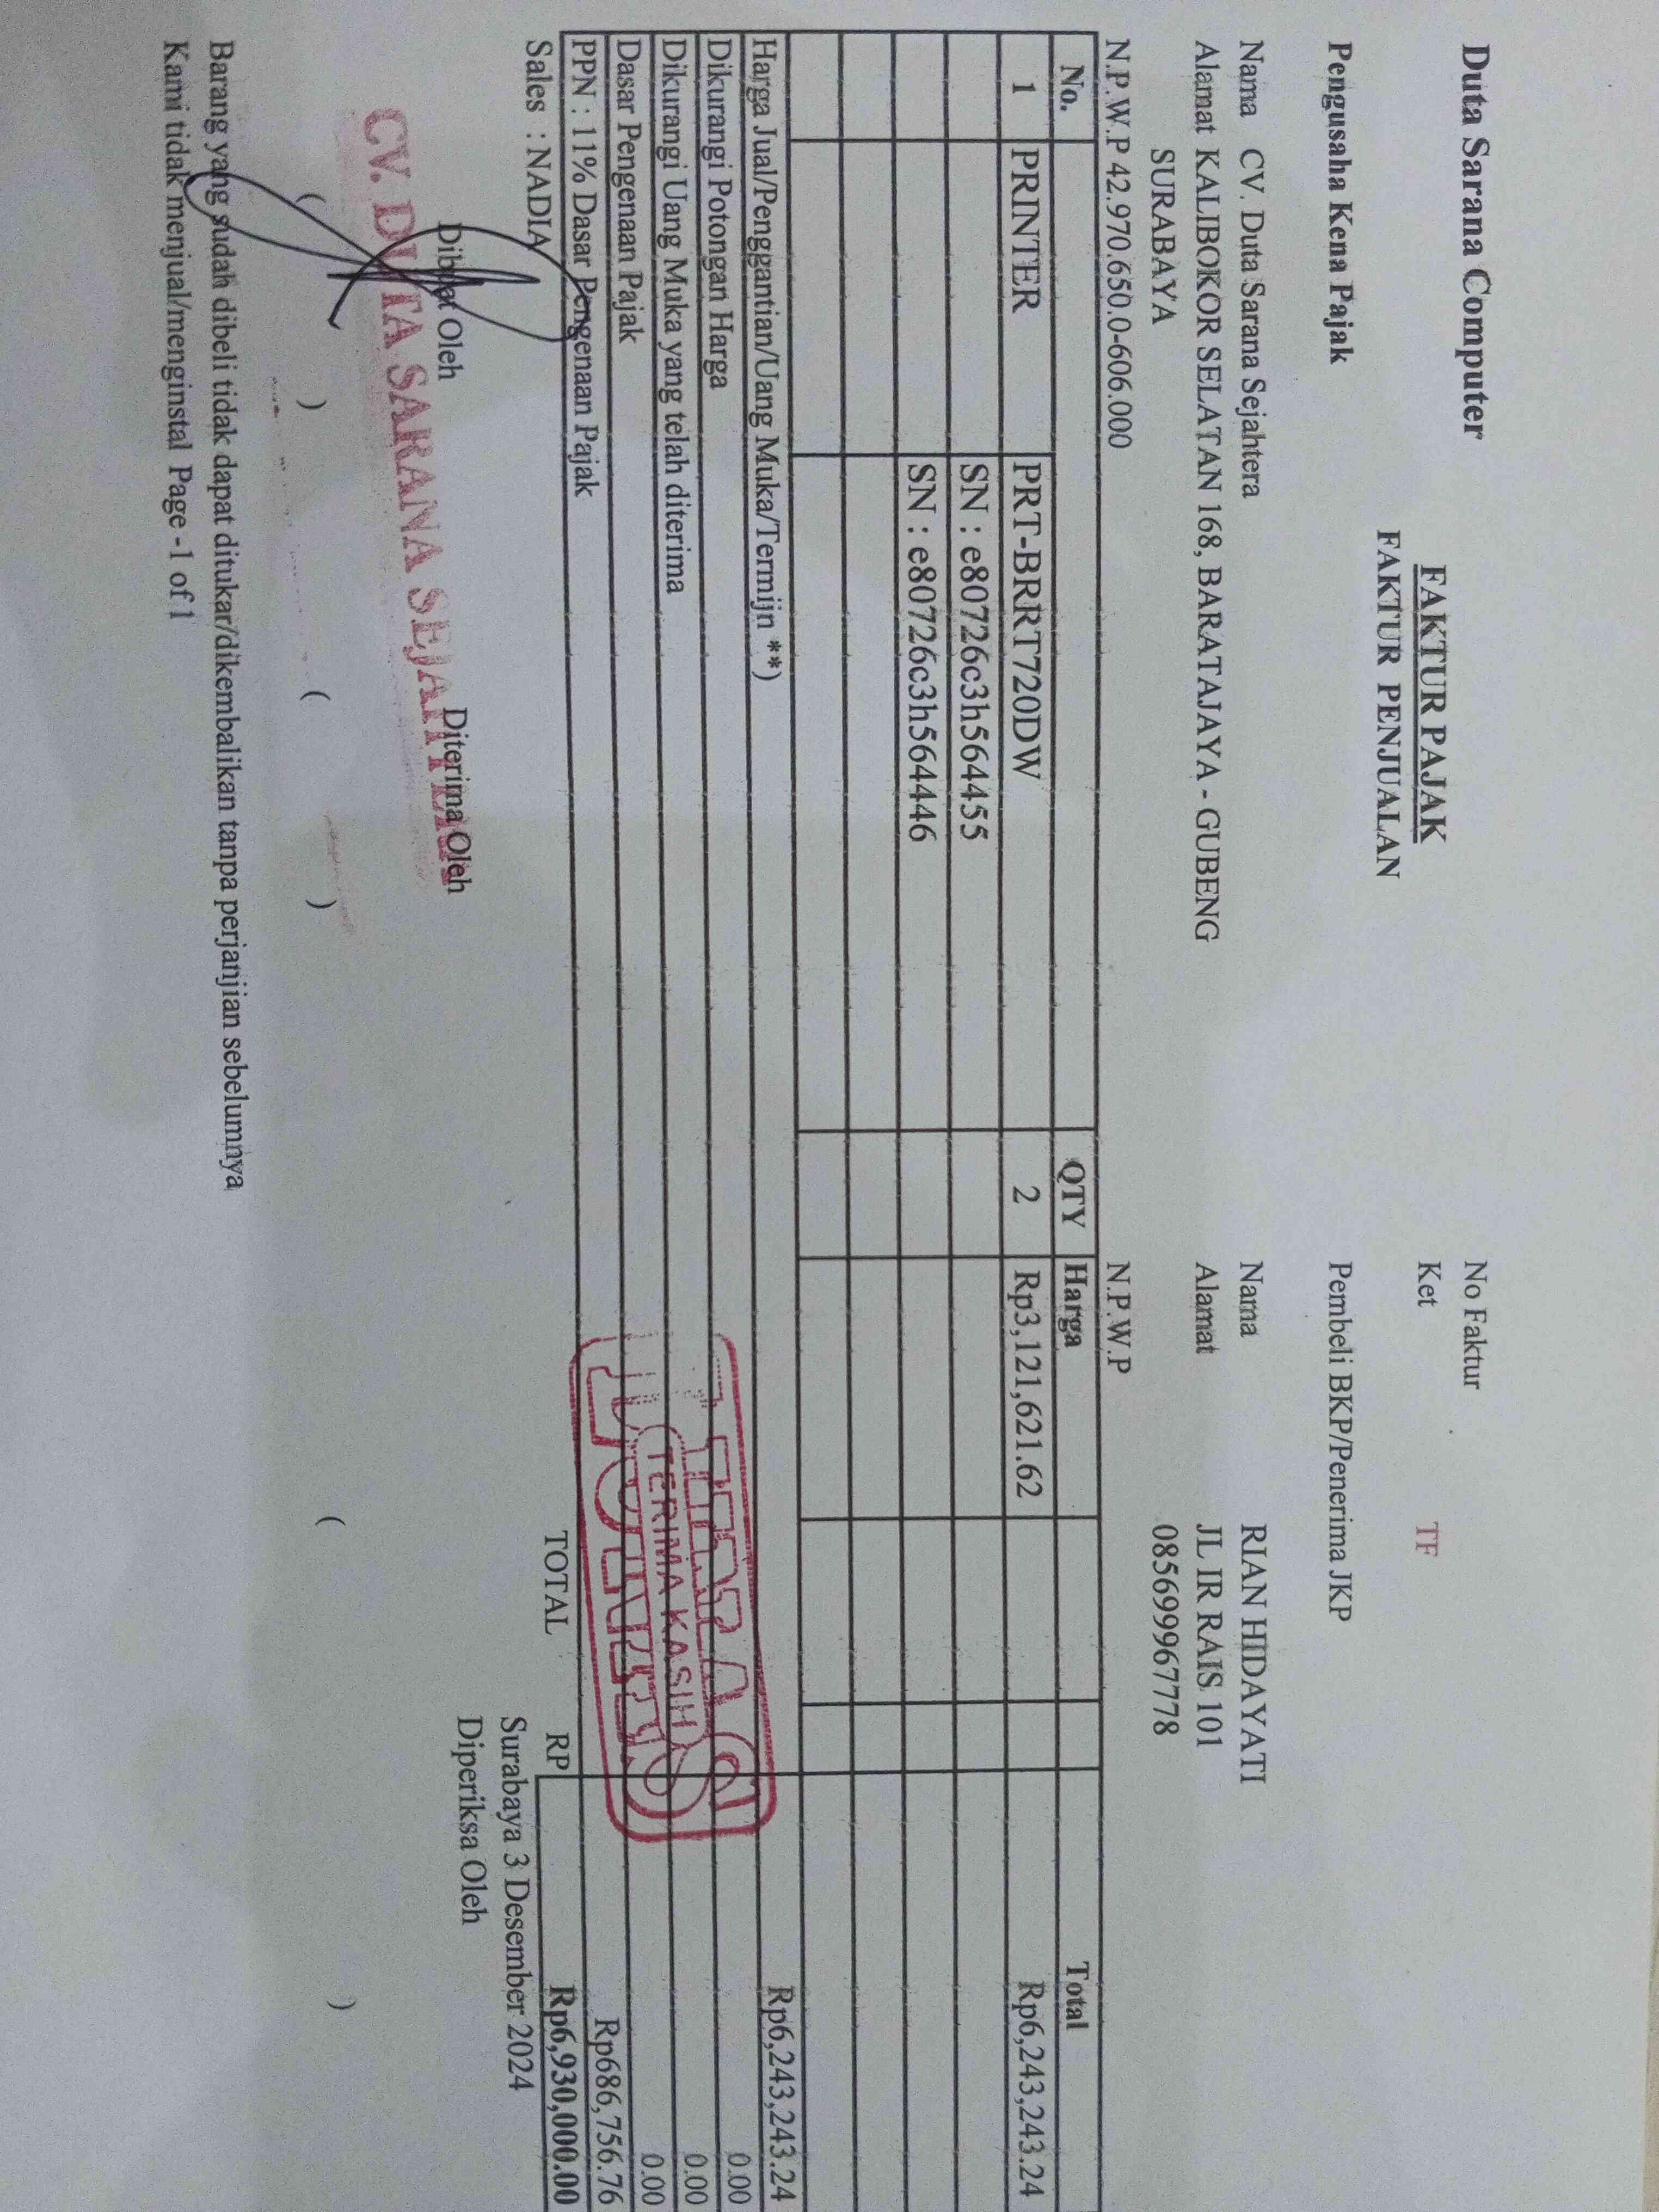 Duta Sarana Computer
No Faktur
FAKTUR PAJAK
Ket TF
FAKTUR PENJUALAN
Pengusaha Kena Pajak
Pembeli BKP/Penerima JKP
Nama CV. Duta Sarana Sejahtera
Nama RIAN HIDAYATI
Alamat KALIBOKOR SELATAN 168, BARATAJAYA - GUBENG
Alamat JL IR RAIS 101
SURABAYA
085699967778
N.P.W.P 42.970.650.0-606.000
N.P.W.P
No. QTY Harga Total
1 PRINTER PRT-BRRT720DW 2 Rp3,121,621.62 Rp6,243,243.24
SN : e80726c3h564455
SN : e80726c3h564446
Harga Jual/Penggantian/Uang Muka/Termijn **) Rp6,243,243.24
Dikurangi Potongan Harga 0.00
Dikurangi Uang Muka yang telah diterima 0.00
Dasar Pengenaan Pajak 0.00
PPN : 11% Dasar Pengenaan Pajak Rp686,756.76
TERIMA KASIH
LUNAS
Sales : NADIA
TOTAL RP Rp6,930,000.00
Surabaya 3 Desember 2024
Dibuat Oleh Diterima Oleh Diperiksa Oleh
CV. DUTA SARANA SEJAHTERA
( ) ( ) ( )
Barang yang sudah dibeli tidak dapat ditukar/dikembalikan tanpa perjanjian sebelumnya
Kami tidak menjual/menginstal Page -1 of 1